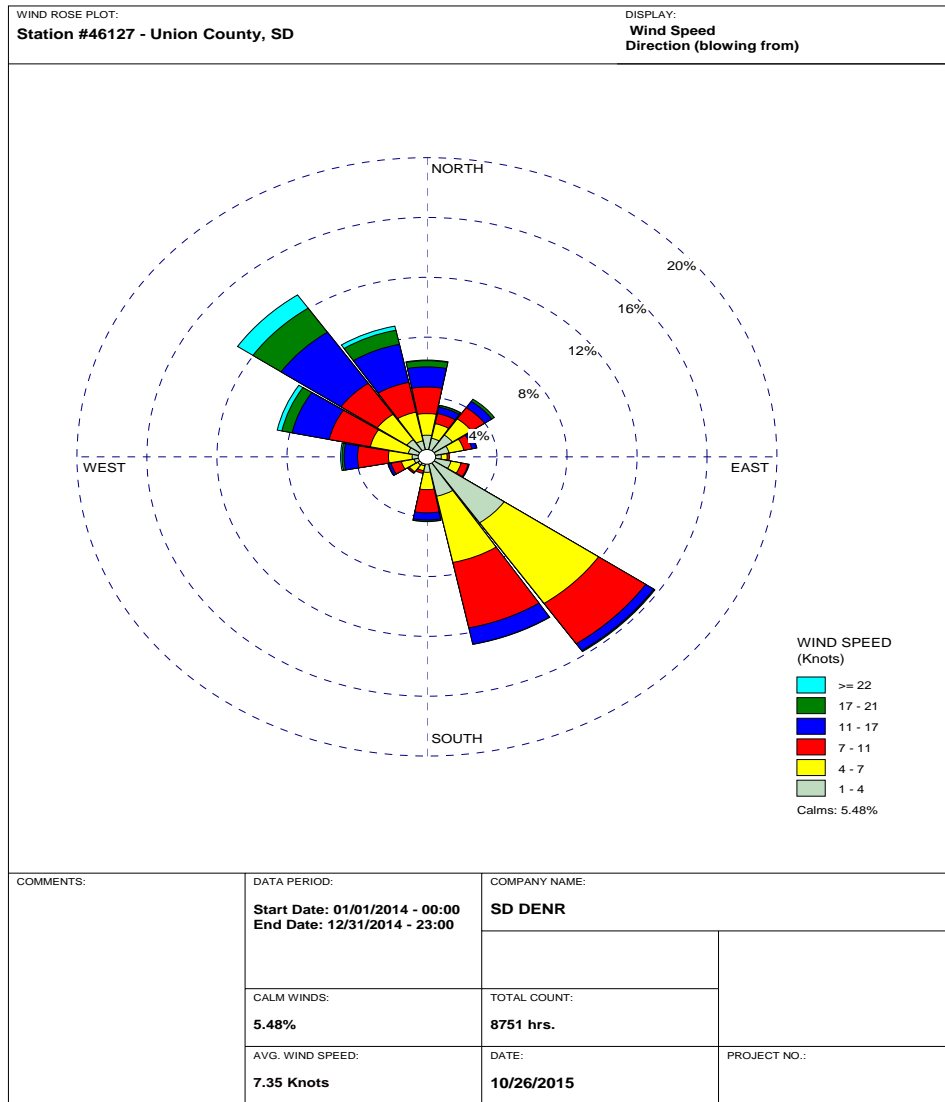 WIND ROSE PLOT:
Station #46127 - Union County, SD
DISPLAY:
Wind Speed
Direction (blowing from)
NORTH
20%
16%
12%
8%
4%
WEST
EAST
SOUTH
WIND SPEED
(Knots)
>= 22
17 - 21
11 - 17
7 - 11
4 - 7
1 - 4
Calms: 5.48%
COMMENTS:
DATA PERIOD:
Start Date: 01/01/2014 - 00:00
End Date: 12/31/2014 - 23:00
COMPANY NAME:
SD DENR
CALM WINDS:
5.48%
TOTAL COUNT:
8751 hrs.
AVG. WIND SPEED:
7.35 Knots
DATE:
10/26/2015
PROJECT NO.: